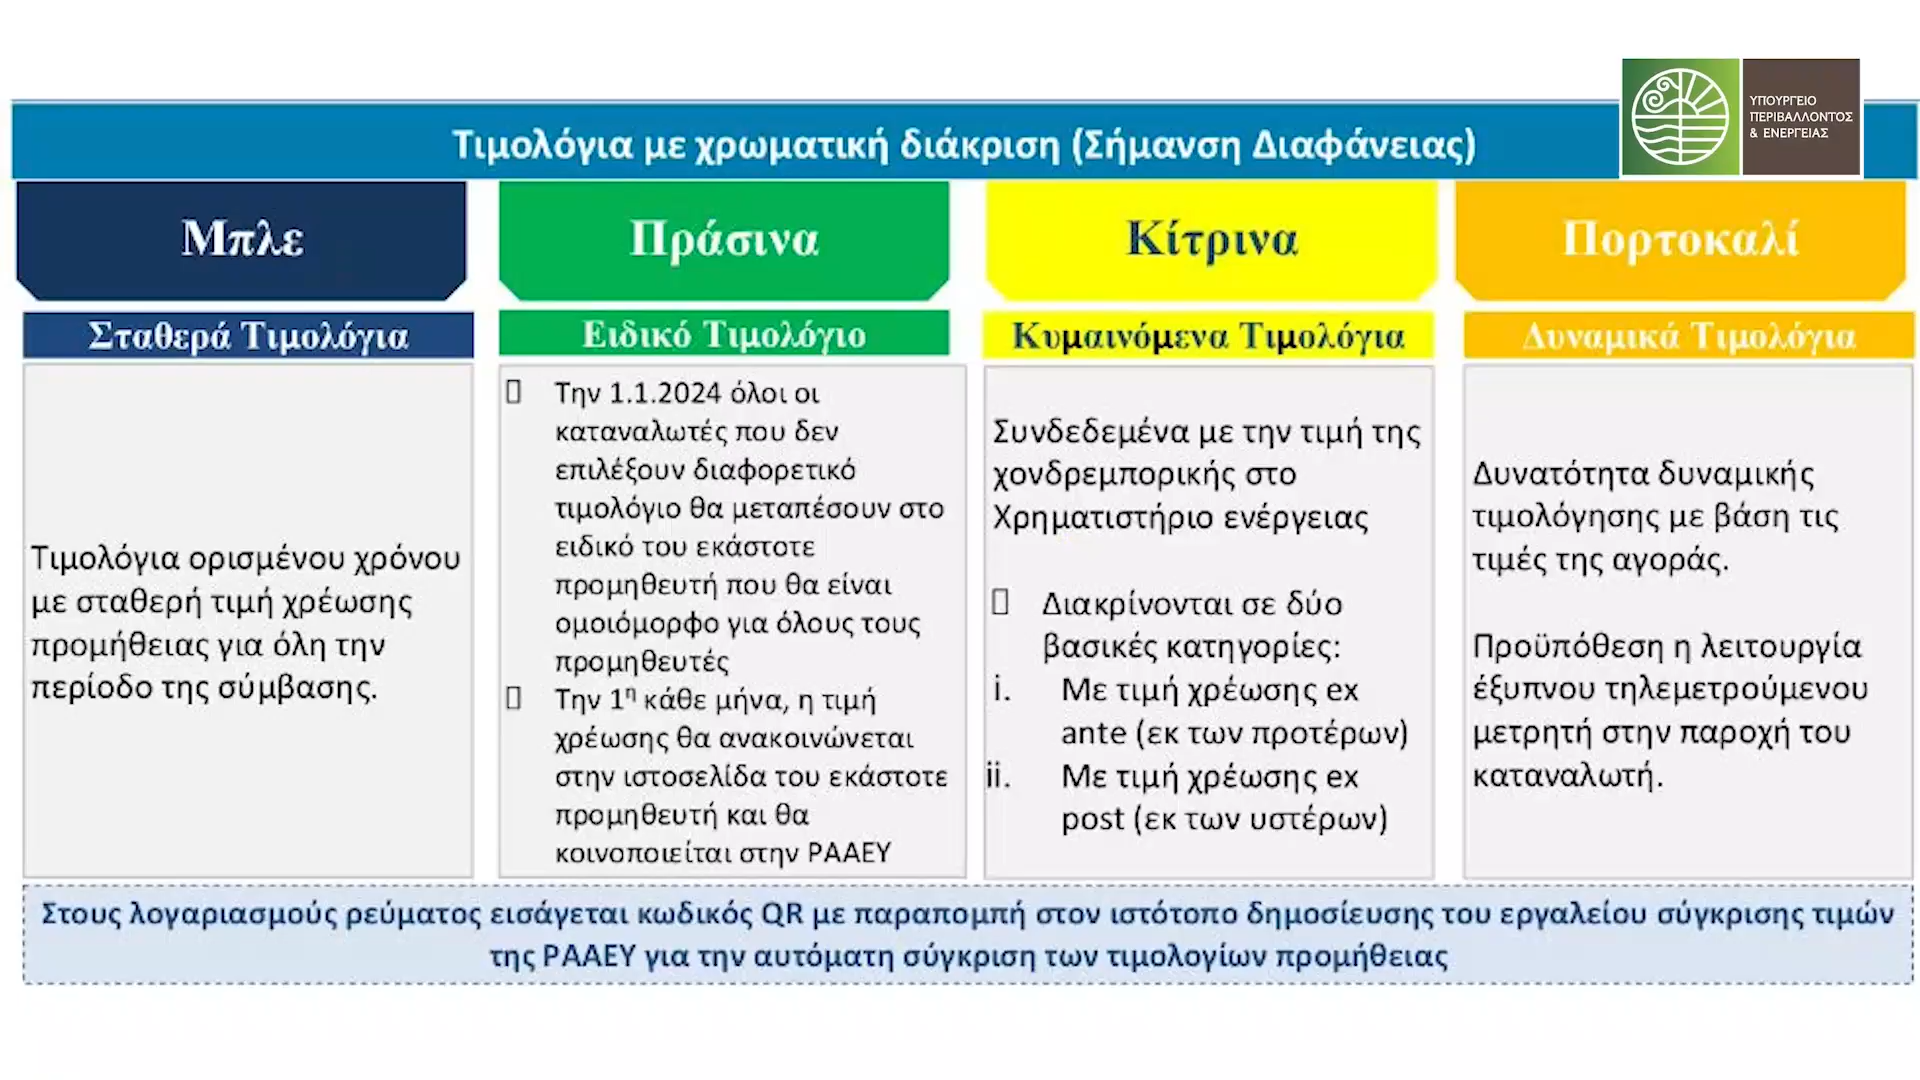 ΥΠΟΥΡΓΕΙΟ
ΠΕΡΙΒΑΛΛΟΝΤΟΣ
& ΕΝΕΡΓΕΙΑΣ
Τιμολόγια με χρωματική διάκριση (Σήμανση Διαφάνειας)
Μπλε
Σταθερά Τιμολόγια
Τιμολόγια ορισμένου χρόνου
με σταθερή τιμή χρέωσης
προμήθειας για όλη την
περίοδο της σύμβασης.
Πράσινα
Ειδικό Τιμολόγιο
Την 1.1.2024 όλοι οι
καταναλωτές που δεν
επιλέξουν διαφορετικό
τιμολόγιο θα μεταπέσουν στο
ειδικό του εκάστοτε
προμηθευτή που θα είναι
ομοιόμορφο για όλους τους
προμηθευτές
Την 1η κάθε μήνα, η τιμή
χρέωσης θα ανακοινώνεται
στην ιστοσελίδα του εκάστοτε
προμηθευτή και θα
κοινοποιείται στην ΡΑΑΕΥ
Κίτρινα
Κυμαινόμενα Τιμολόγια
Συνδεδεμένα με την τιμή της
χονδρεμπορικής στο
Χρηματιστήριο ενέργειας
Διακρίνονται σε δύο
βασικές κατηγορίες:
i. Με τιμή χρέωσης ex
ante (εκ των προτέρων)
ii. Με τιμή χρέωσης ex
post (εκ των υστέρων)
Πορτοκαλί
Δυναμικά Τιμολόγια
Δυνατότητα δυναμικής
τιμολόγησης με βάση τις
τιμές της αγοράς.
Προϋπόθεση η λειτουργία
έξυπνου τηλεμετρούμενου
μετρητή στην παροχή του
καταναλωτή.
Στους λογαριασμούς ρεύματος εισάγεται κωδικός QR με παραπομπή στον ιστότοπο δημοσίευσης του εργαλείου σύγκρισης τιμών
της ΡΑΑΕΥ για την αυτόματη σύγκριση των τιμολογίων προμήθειας